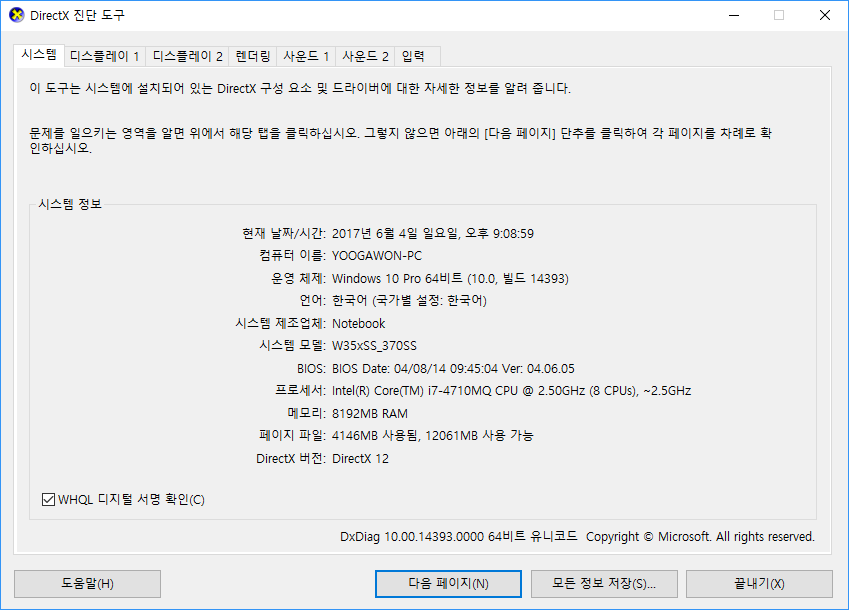 DirectX 진단 도구
시스템 디스플레이 1 디스플레이 2 렌더링 사운드 1 사운드 2 입력
이 도구는 시스템에 설치되어 있는 DirectX 구성 요소 및 드라이버에 대한 자세한 정보를 알려 줍니다.
문제를 일으키는 영역을 알면 위에서 해당 탭을 클릭하십시오. 그렇지 않으면 아래의 [다음 페이지] 단추를 클릭하여 각 페이지를 차례로 확
인하십시오.
시스템 정보
현재 날짜/시간: 2017년 6월 4일 일요일, 오후 9:08:59
컴퓨터 이름: YOOGAWON-PC
운영 체제: Windows 10 Pro 64비트 (10.0, 빌드 14393)
언어: 한국어 (국가별 설정: 한국어)
시스템 제조업체: Notebook
시스템 모델: W35xSS_370SS
BIOS: BIOS Date: 04/08/14 09:45:04 Ver: 04.06.05
프로세서: Intel(R) Core(TM) i7-4710MQ CPU @ 2.50GHz (8 CPUs), ~2.5GHz
메모리: 8192MB RAM
페이지 파일: 4146MB 사용됨, 12061MB 사용 가능
DirectX 버전: DirectX 12
WHQL 디지털 서명 확인(C)
DxDiag 10.00.14393.0000 64비트 유니코드 Copyright © Microsoft. All rights reserved.
도움말(H) 다음 페이지(N) 모든 정보 저장(S)... 끝내기(X)